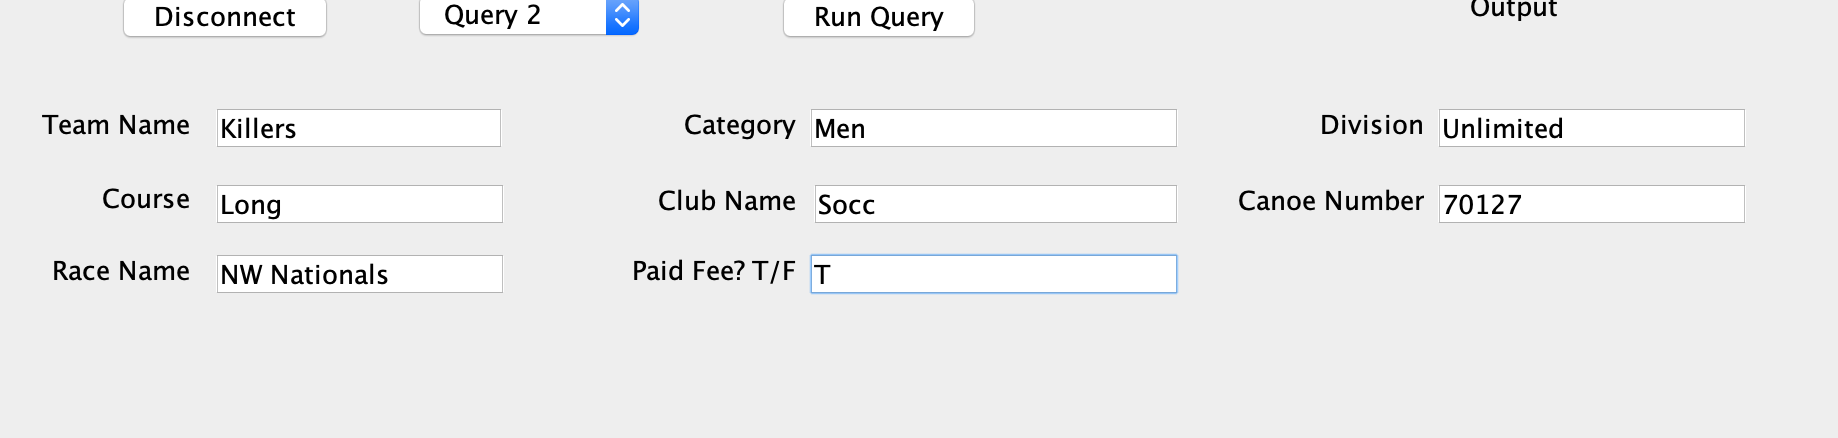 Disconnect Query 2 Run Query Output
Team Name Killers Category Men Division Unlimited
Course Long Club Name Socc Canoe Number 70127
Race Name NW Nationals Paid Fee? T/F T